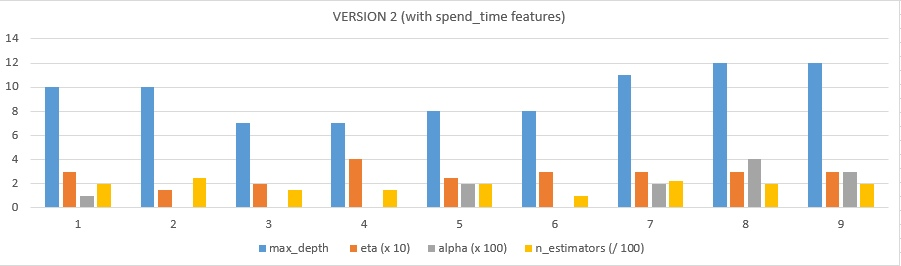 VERSION 2 (with spend_time features)
14
12
10
8
6
4
2
0
1 2 3 4 5 6 7 8 9
max_depth eta (x 10) alpha (x 100) n_estimators (/ 100)